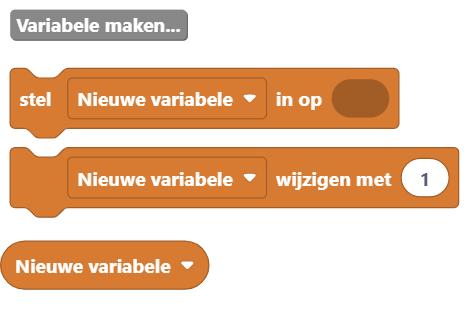 Variabele maken...
stel Nieuwe variabele in op
Nieuwe variabele wijzigen met 1
Nieuwe variabele